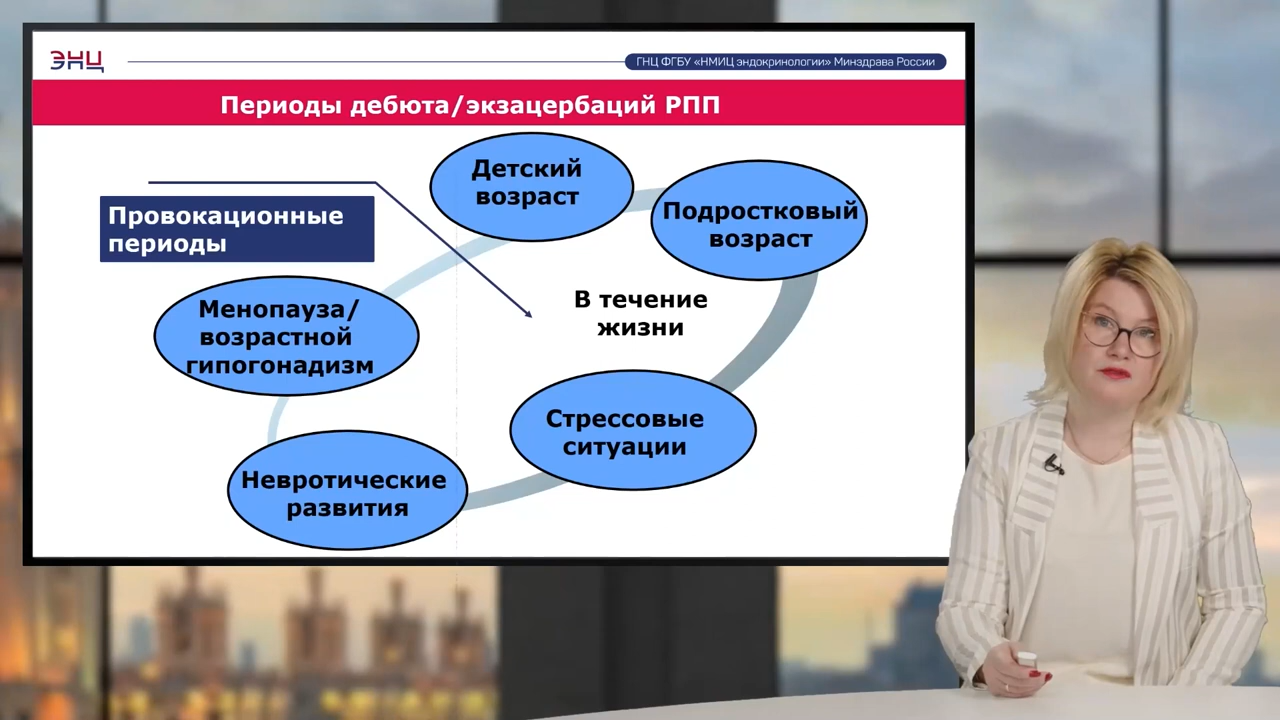 ЭНЦ
ГНЦ ФГБУ «НМИЦ эндокринологии» Минздрава России
Периоды дебюта/экзацербаций РПП
Детский
возраст
Подростковый
возраст
Провокационные
периоды
В течение
жизни
Менопауза/
возрастной
гипогонадизм
Стрессовые
ситуации
Невротические
развития